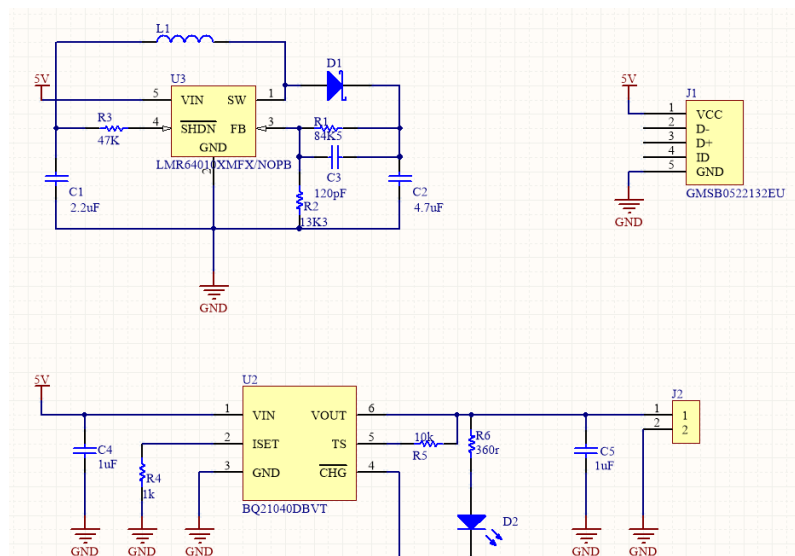 L1
5V
U3
D1
5V
J1
5
VIN
SW
1
1
VCC
R3
R1
2
D-
4
SHDN
FB
3
3
D+
47K
84K5
4
ID
GND
5
GND
LMR64010XMFX/NOPB
C3
C1
120pF
C2
GMSB0522132EU
2.2uF
R2
4.7uF
13K3
GND
GND
5V
U2
J2
1
VIN
VOUT
6
1
1
2
2
2
ISET
TS
5
10k
R6
C4
R5
360r
C5
1uF
3
GND
CHG
4
1uF
R4
1k
BQ21040DBVT
D2
GND
GND
GND
GND
GND